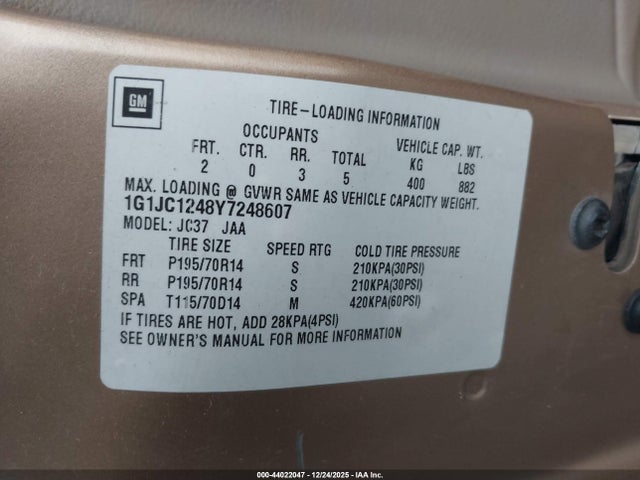 GM
TIRE-LOADING INFORMATION
OCCUPANTS VEHICLE CAP. WT.
FRT. CTR. RR. TOTAL KG LBS
2 0 3 5 400 882
MAX. LOADING @ GVWR SAME AS VEHICLE CAPACITY WEIGHT.
1G1JC1248Y7248607
MODEL: JC37 JAA
TIRE SIZE SPEED RTG COLD TIRE PRESSURE
FRT P195/70R14 S 210KPA(30PSI)
RR P195/70R14 S 210KPA(30PSI)
SPA T115/70D14 M 420KPA(60PSI)
IF TIRES ARE HOT, ADD 28KPA(4PSI)
SEE OWNER'S MANUAL FOR MORE INFORMATION
000-44022047 - 12/24/2025 - IAA Inc.